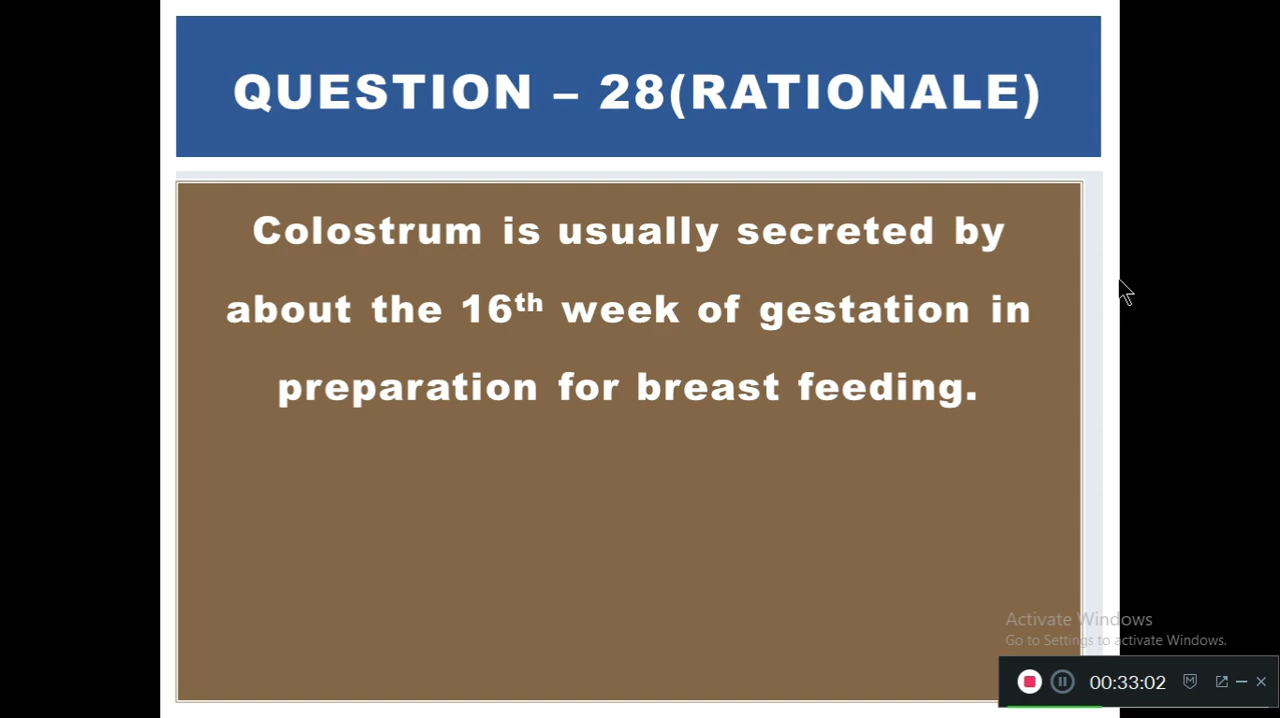 QUESTION – 28(RATIONALE)
Colostrum is usually secreted by
about the 16th week of gestation in
preparation for breast feeding.
Activate Windows
Go to Settings to activate Windows.
00:33:02